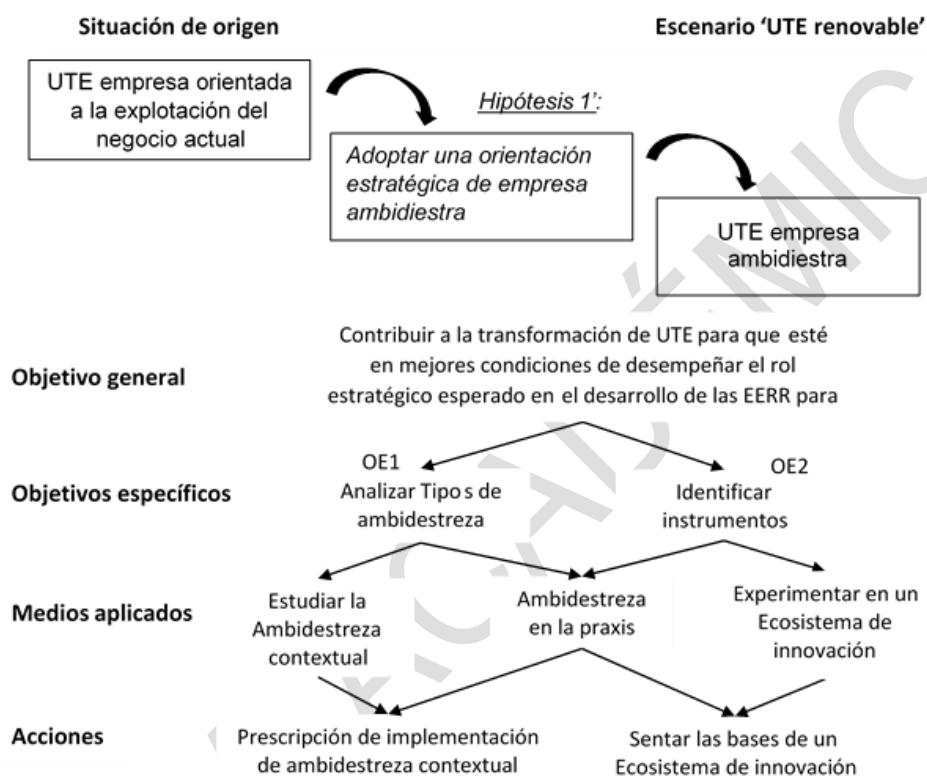 Situación de origen
Escenario ‘UTE renovable’
UTE empresa orientada
a la explotación del
negocio actual
Hipótesis 1’:
Adoptar una orientación
estratégica de empresa
ambidiestra
UTE empresa
ambidiestra
Objetivo general
Contribuir a la transformación de UTE para que esté
en mejores condiciones de desempeñar el rol
estratégico esperado en el desarrollo de las EERR para
Objetivos específicos
OE1
Analizar Tipos de
ambidestreza
OE2
Identificar
instrumentos
Medios aplicados
Estudiar la
Ambidestreza
contextual
Ambidestreza
en la praxis
Experimentar en un
Ecosistema de
innovación
Acciones
Prescripción de implementación
de ambidestreza contextual
Sentar las bases de un
Ecosistema de innovación